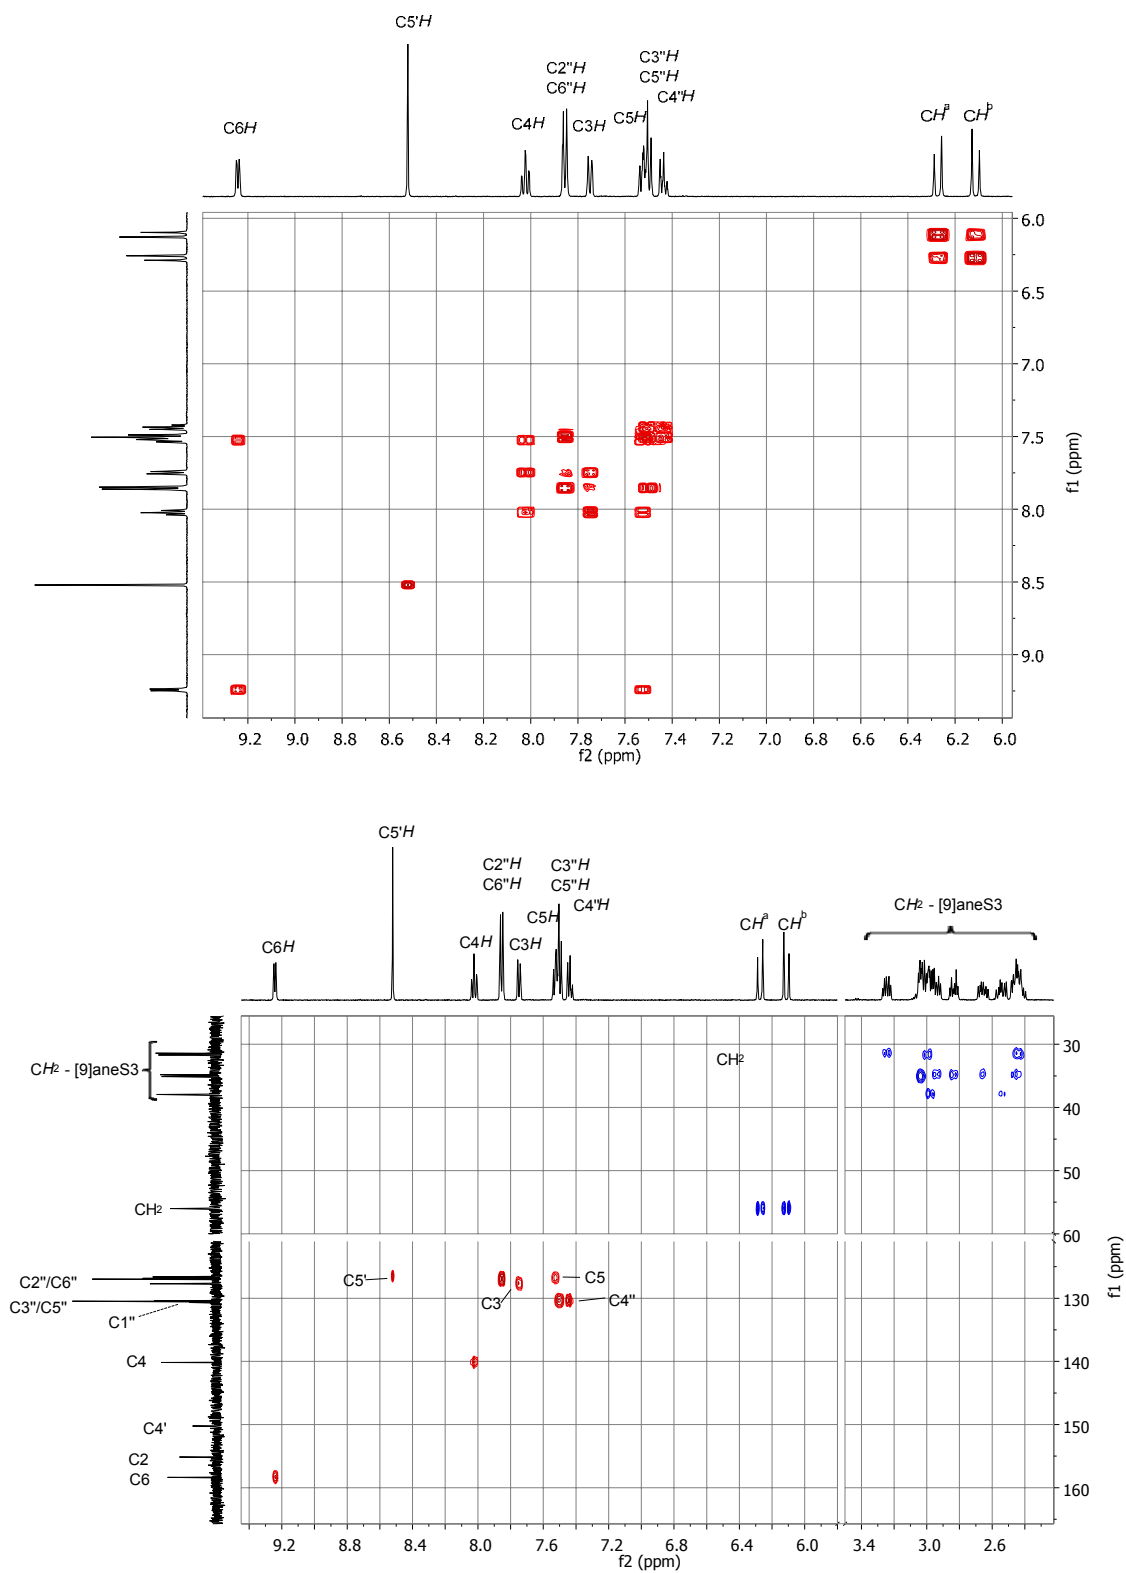 C5'H
C2"H
C6"H
C3"H
C5"H
C4"H
C6H
C4H
C3H
C5H
CHᵃ
CHᵇ
6.0
6.5
7.0
7.5
8.0
8.5
9.0
f1 (ppm)
9.2 9.0 8.8 8.6 8.4 8.2 8.0 7.8 7.6 7.4 7.2 7.0 6.8 6.6 6.4 6.2 6.0
f2 (ppm)
C5'H
C2"H
C6"H
C3"H
C5"H
C4"H
C6H
C4H
C3H
C5H
CHᵃ
CHᵇ
CH2 - [9]aneS3
CH2 - [9]aneS3
CH2
CH2
C2"/C6"
C3"/C5"
C1"
C4
C4'
C2
C6
C5'
C3
C5
C4"
30
40
50
60
130
140
150
160
f1 (ppm)
9.2 8.8 8.4 8.0 7.6 7.2 6.8 6.4 6.0 3.4 3.0 2.6
f2 (ppm)